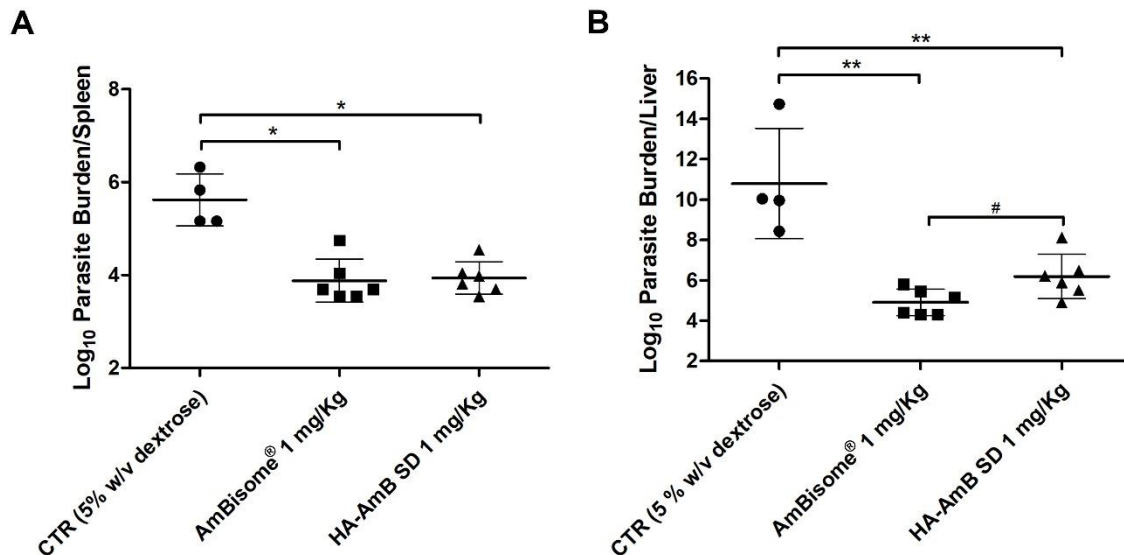 A
Log₁₀ Parasite Burden/Spleen
8
6
4
2
*
*
CTR (5% w/v dextrose)
AmBisome® 1 mg/Kg
HA-AmB SD 1 mg/Kg
B
Log₁₀ Parasite Burden/Liver
16
14
12
10
8
6
4
2
**
**
#
CTR (5 % w/v dextrose)
AmBisome® 1 mg/Kg
HA-AmB SD 1 mg/Kg